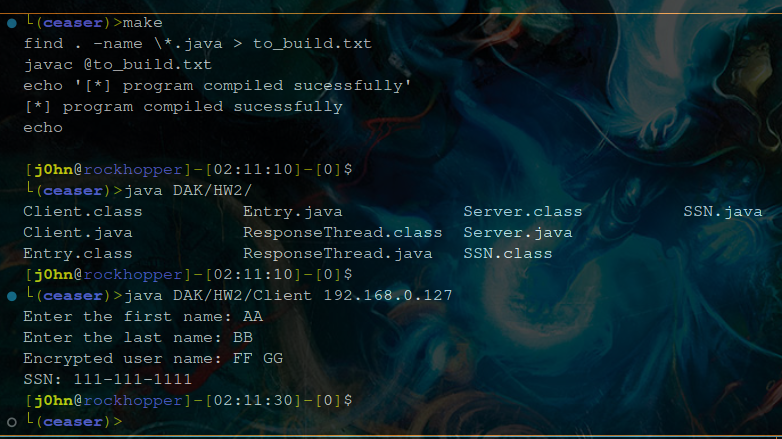 └(ceaser)>make
find . -name \*.java > to_build.txt
javac @to_build.txt
echo '[*] program compiled sucessfully'
[*] program compiled sucessfully
echo
[j0hn@rockhopper]-[02:11:10]-[0]$
└(ceaser)>java DAK/HW2/
Client.class Entry.java Server.class SSN.java
Client.java ResponseThread.class Server.java
Entry.class ResponseThread.java SSN.class
[j0hn@rockhopper]-[02:11:10]-[0]$
└(ceaser)>java DAK/HW2/Client 192.168.0.127
Enter the first name: AA
Enter the last name: BB
Encrypted user name: FF GG
SSN: 111-111-1111
[j0hn@rockhopper]-[02:11:30]-[0]$
└(ceaser)>